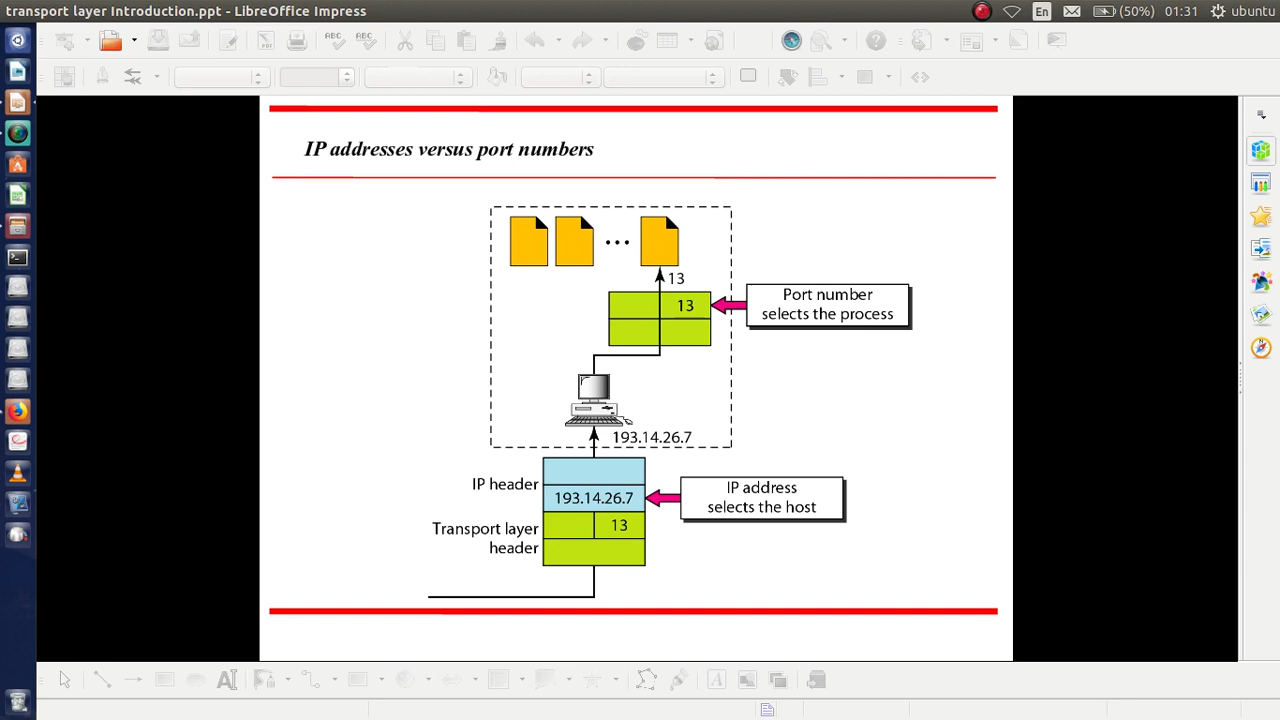 transport layer Introduction.ppt - LibreOffice Impress
En
(50%)
01:31
ubuntu
ABC
ABC
IP addresses versus port numbers
13
13
Port number
selects the process
193.14.26.7
IP header
193.14.26.7
IP address
selects the host
Transport layer
header
13